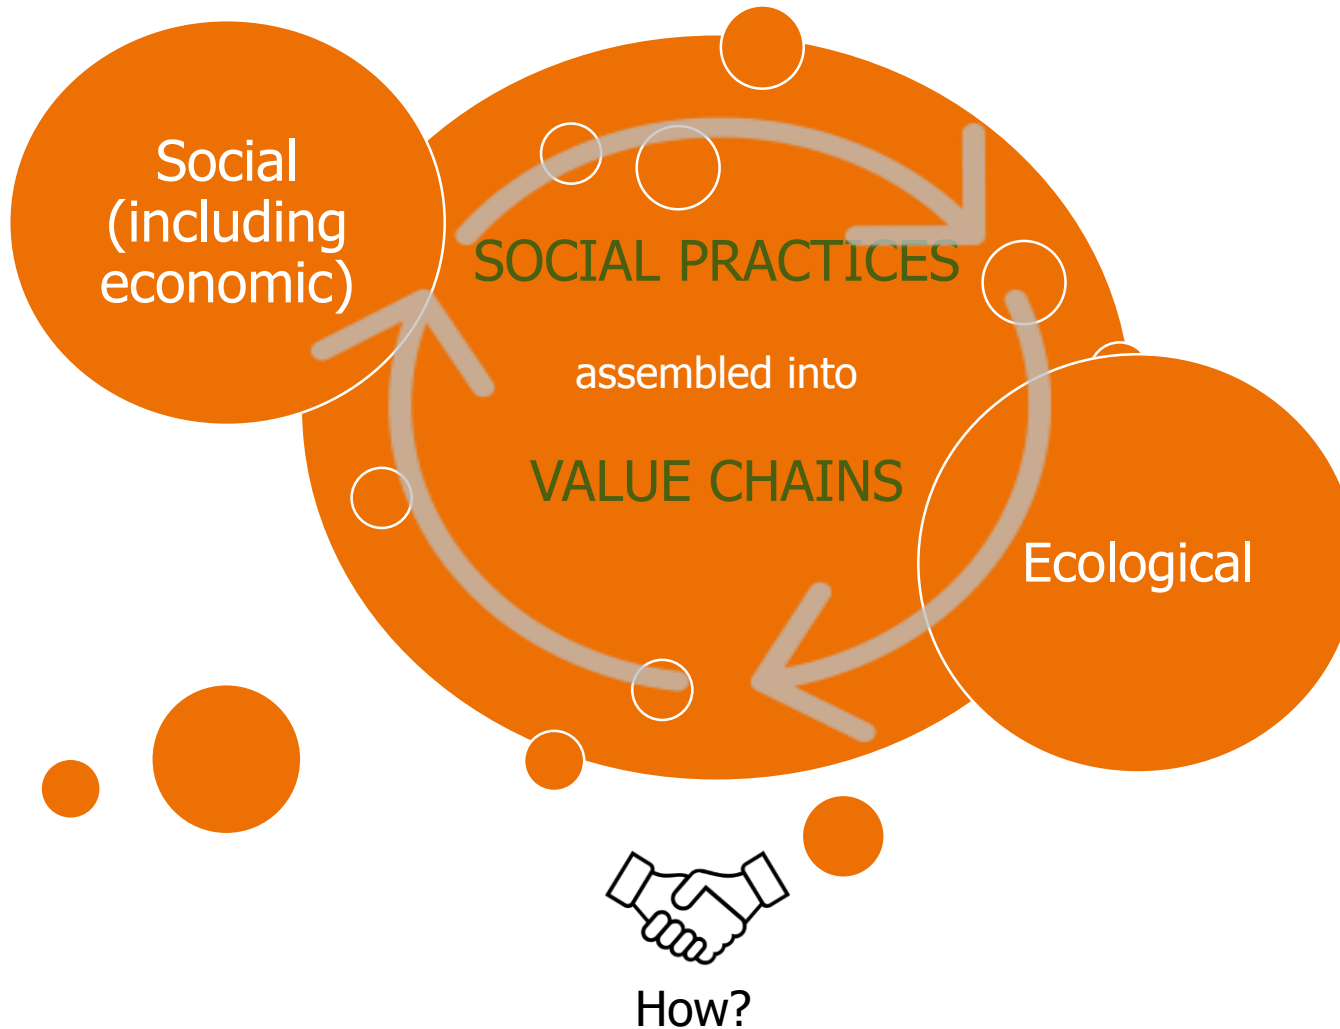 Social
(including
economic)
SOCIAL PRACTICES
assembled into
VALUE CHAINS
Ecological
How?